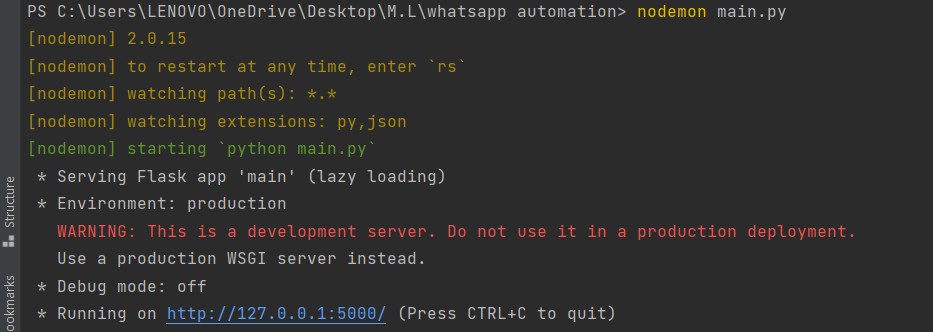 PS C:\Users\LENOVO\OneDrive\Desktop\M.L\whatsapp automation> nodemon main.py
[nodemon] 2.0.15
[nodemon] to restart at any time, enter `rs`
[nodemon] watching path(s): *.*
[nodemon] watching extensions: py,json
[nodemon] starting `python main.py`
* Serving Flask app 'main' (lazy loading)
* Environment: production
WARNING: This is a development server. Do not use it in a production deployment.
Use a production WSGI server instead.
* Debug mode: off
* Running on http://127.0.0.1:5000/ (Press CTRL+C to quit)
Structure
ookmarks